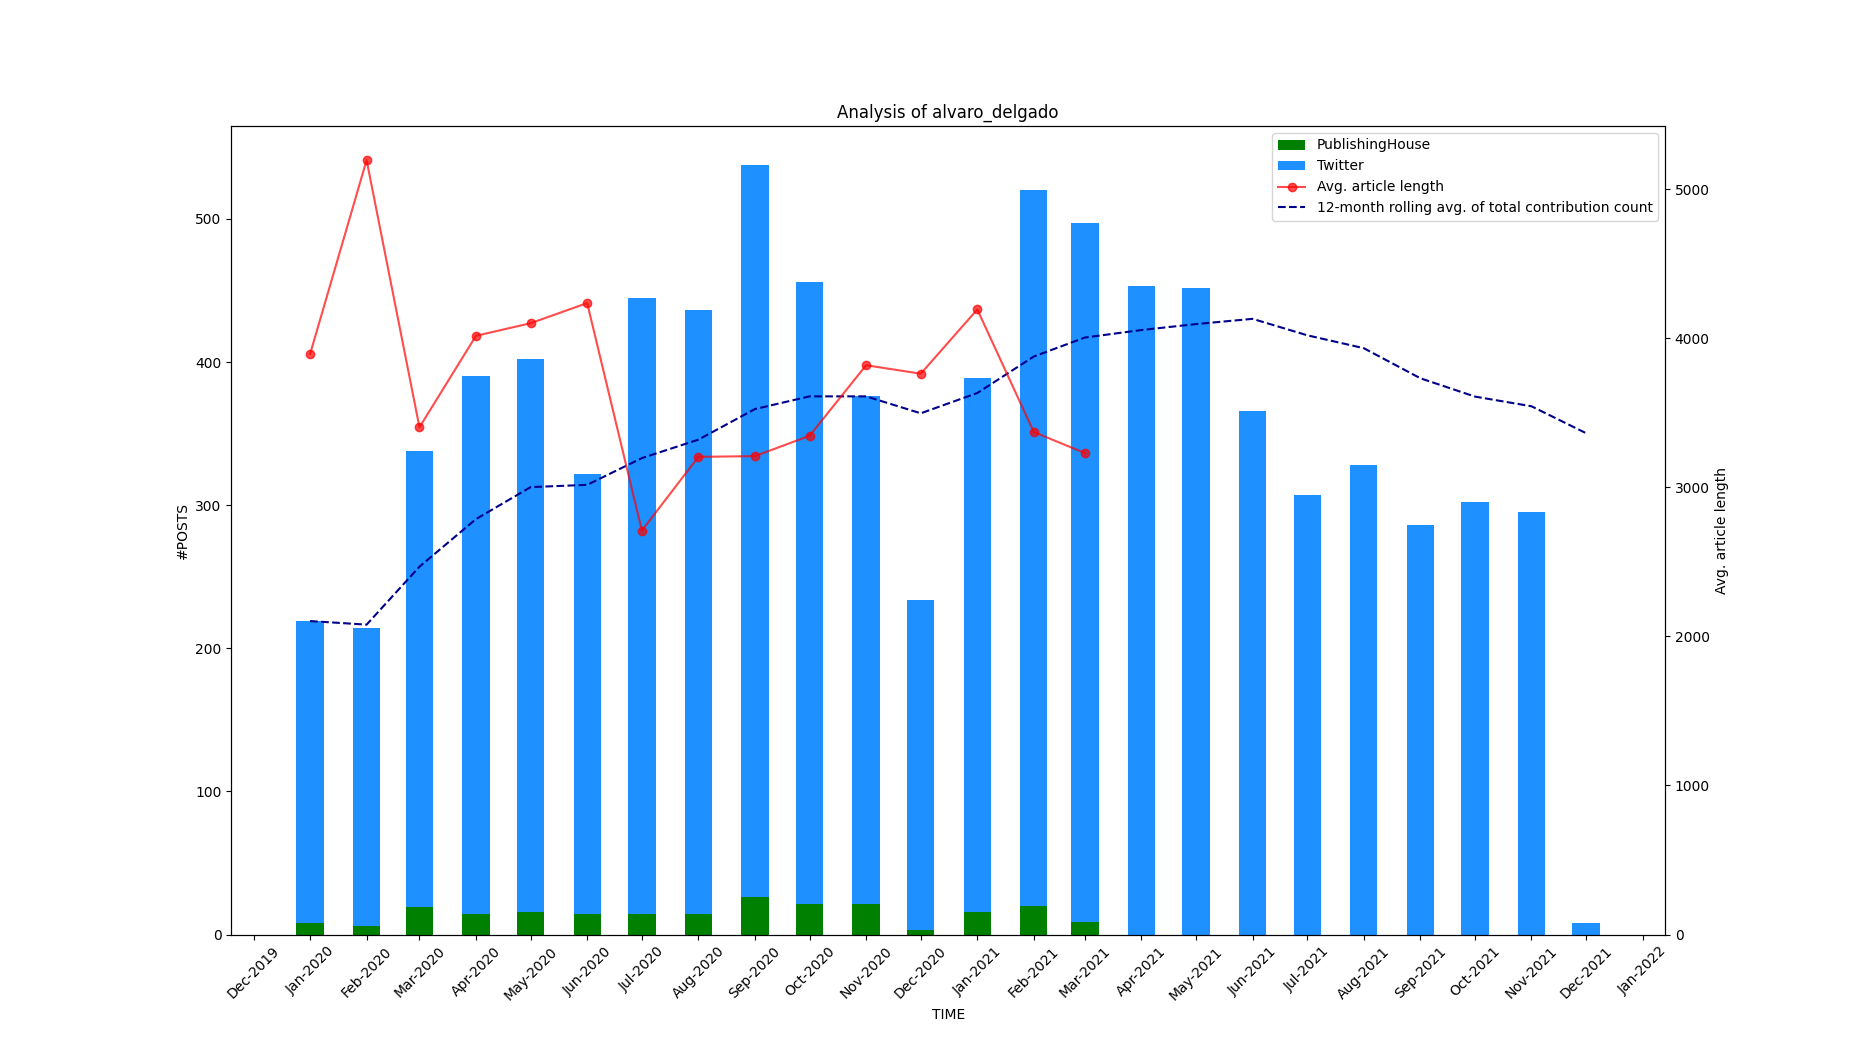 Analysis of alvaro_delgado
PublishingHouse
Twitter
Avg. article length
12-month rolling avg. of total contribution count
500
400
300
200
100
0
#POSTS
5000
4000
3000
2000
1000
0
Avg. article length
Dec-2019
Jan-2020
Feb-2020
Mar-2020
Apr-2020
May-2020
Jun-2020
Jul-2020
Aug-2020
Sep-2020
Oct-2020
Nov-2020
Dec-2020
Jan-2021
Feb-2021
Mar-2021
Apr-2021
May-2021
Jun-2021
Jul-2021
Aug-2021
Sep-2021
Oct-2021
Nov-2021
Dec-2021
Jan-2022
TIME